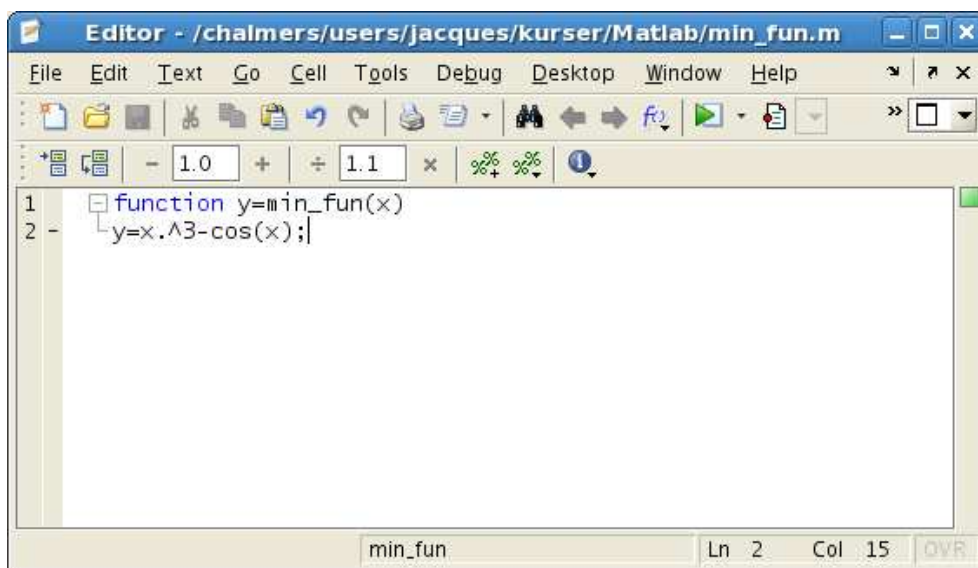 Editor - /chalmers/users/jacques/kurser/Matlab/min_fun.m
File Edit Text Go Cell Tools Debug Desktop Window Help
- 1.0 + ÷ 1.1 ×
1 function y=min_fun(x)
2 - y=x.^3-cos(x);
min_fun Ln 2 Col 15 OVR